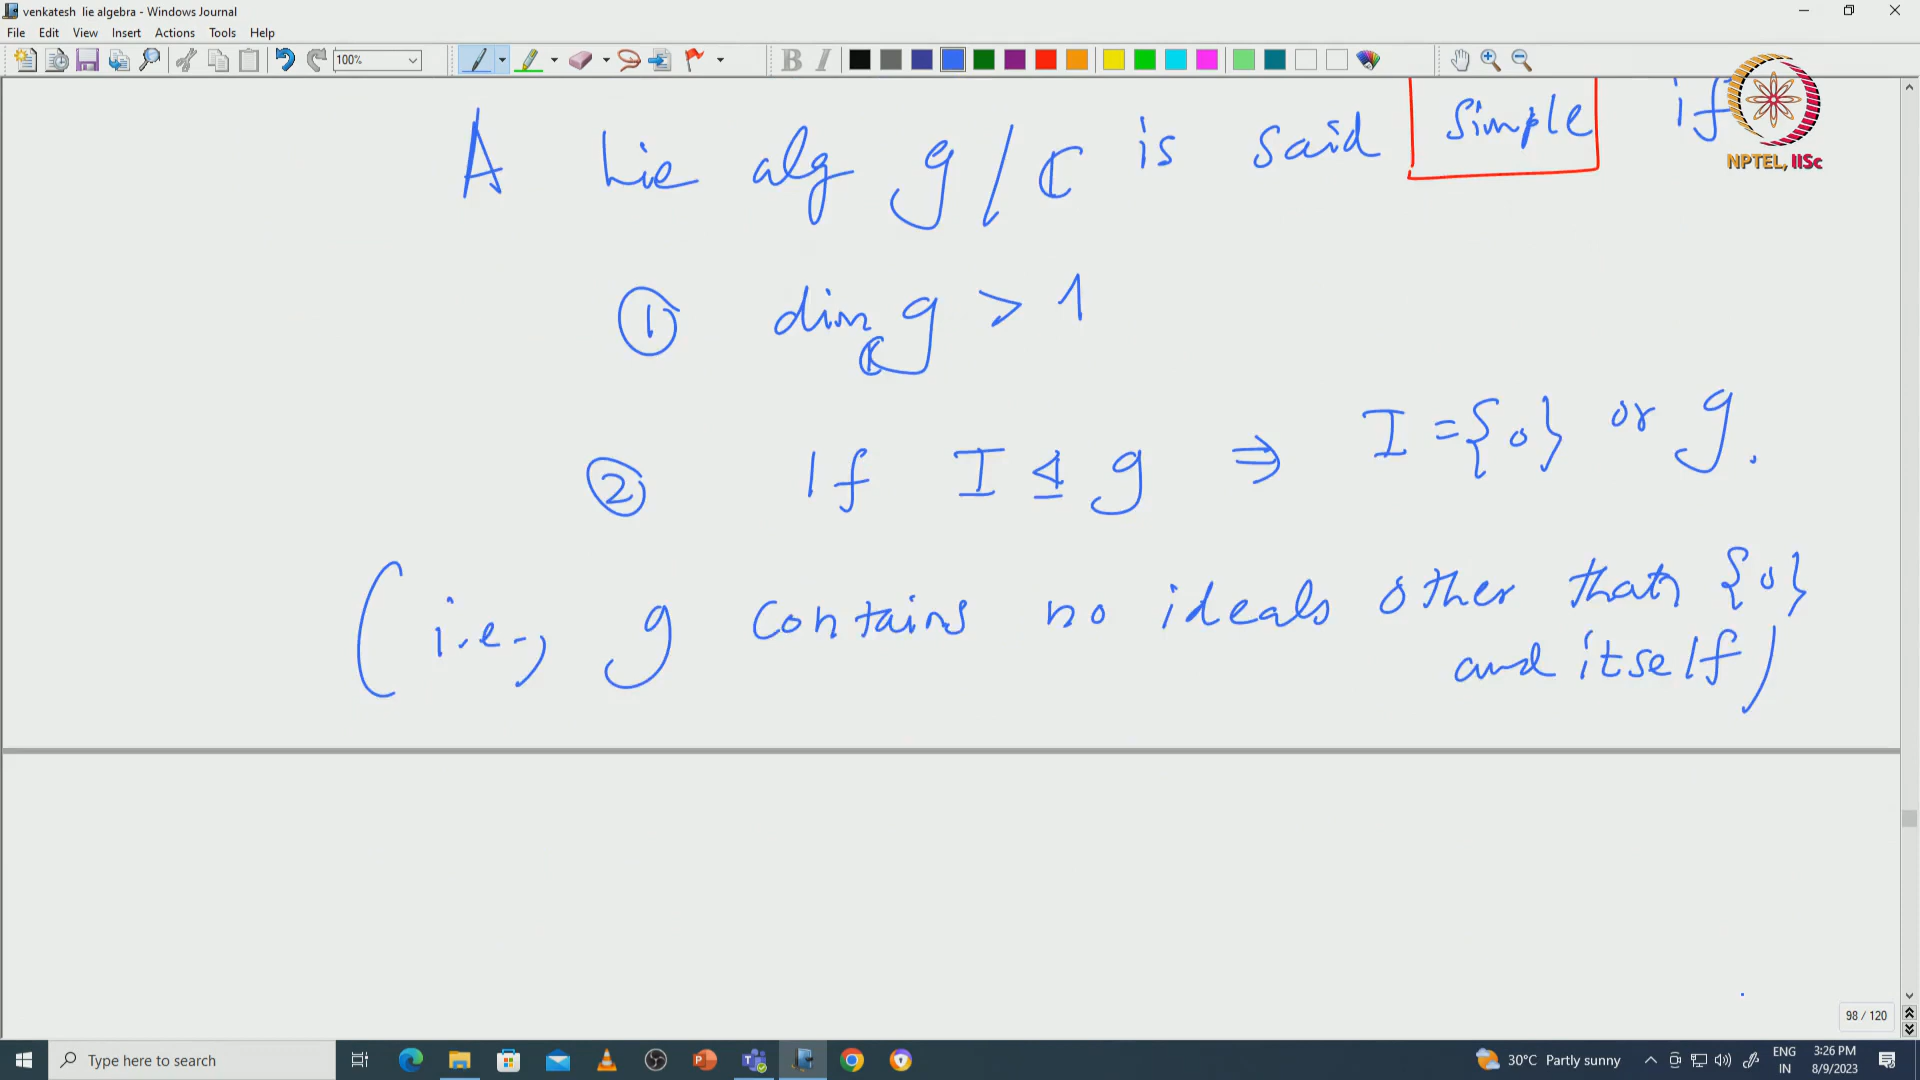 venkatesh lie algebra - Windows Journal
File Edit View Insert Actions Tools Help
100%
B I
NPTEL, IISc
A Lie alg g / ℂ is said simple if
① dim_ℂ g > 1
② If I ⊴ g ⇒ I = {0} or g.
(i.e., g contains no ideals other than {0}
and itself)
98 / 120
Type here to search
30°C Partly sunny
ENG
IN
3:26 PM
8/9/2023